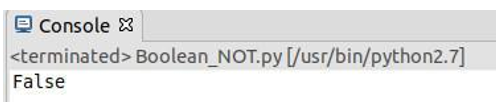 Console
<terminated> Boolean_NOT.py [/usr/bin/python2.7]
False